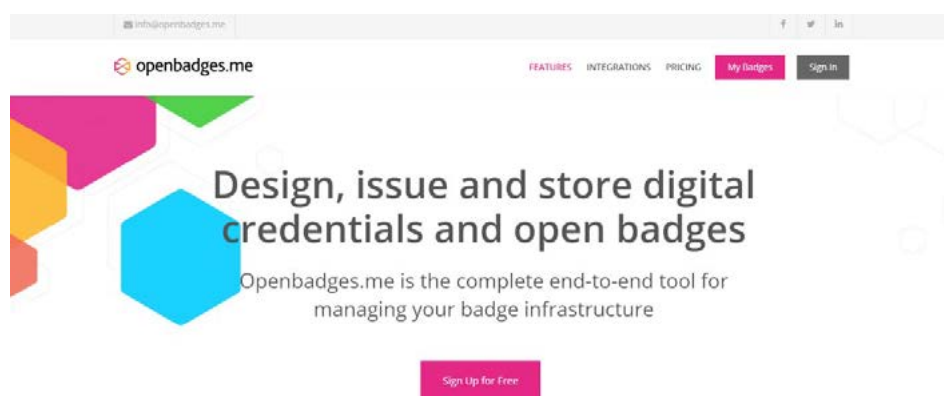 info@openbadges.me
openbadges.me
FEATURES INTEGRATIONS PRICING My Badges Sign In
Design, issue and store digital
credentials and open badges
Openbadges.me is the complete end-to-end tool for
managing your badge infrastructure
Sign Up for Free